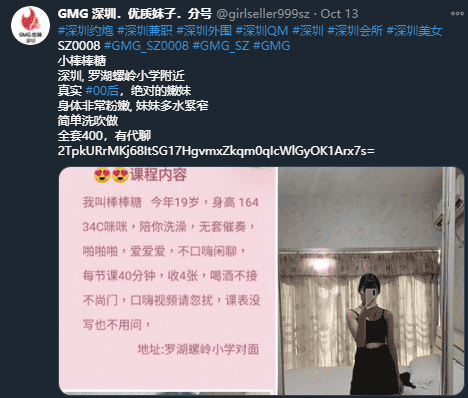 GMG 深圳．优质妹子．分号 @girlseller999sz · Oct 13
#深圳约炮 #深圳兼职 #深圳外围 #深圳QM #深圳 #深圳会所 #深圳美女
SZ0008 #GMG_SZ0008 #GMG_SZ #GMG
小棒棒糖
深圳, 罗湖螺岭小学附近
真实 #00后，绝对的嫩妹
身体非常粉嫩, 妹妹多水紧窄
简单洗吹做
全套400，有代聊
😍😍课程内容
我叫棒棒糖 今年19岁，身高 164
34C咪咪，陪你洗澡，无套催奏，
啪啪啪，爱爱爱，不口嗨闲聊，
每节课40分钟，收4张，喝酒不接
不尚门，口嗨视频请勿扰，课表没
写也不用问，
地址:罗湖螺岭小学对面